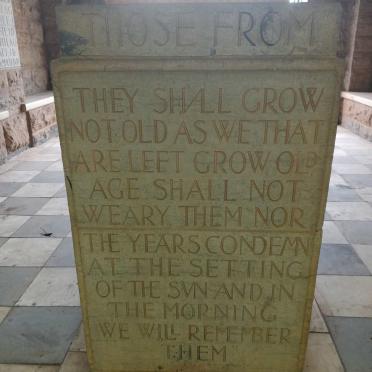 THOSE FROM
THEY SHALL GROW
NOT OLD AS WE THAT
ARE LEFT GROW OLD
AGE SHALL NOT
WEARY THEM NOR
THE YEARS CONDEMN
AT THE SETTING
OF THE SUN AND IN
THE MORNING
WE WILL REMEMBER
THEM